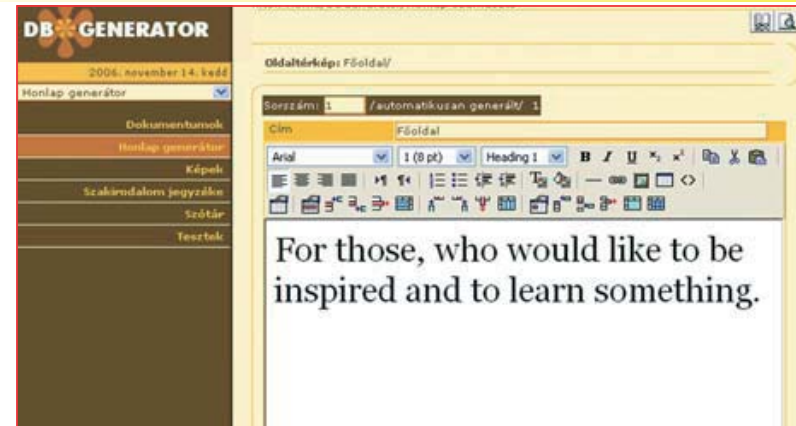 DB GENERATOR
2006. november 14. kedd
Honlap generátor
Dokumentumok
Honlap generátor
Képek
Szakirodalom jegyzéke
Szótár
Tesztek
Oldaltérkép: Főoldal/
Sorszám: 1 /automatikusan generált/ 1
Cím Főoldal
Arial 1 (8 pt) Heading 1 B I U x₂ x²
For those, who would like to be
inspired and to learn something.